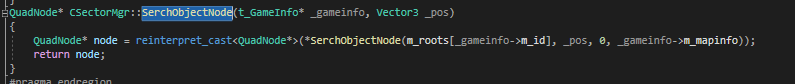 QuadNode* CSectorMgr::SerchObjectNode(t_GameInfo* _gameinfo, Vector3 _pos)
{
QuadNode* node = reinterpret_cast<QuadNode*>(*SerchObjectNode(m_roots[_gameinfo->m_id], _pos, 0, _gameinfo->m_mapinfo));
return node;
}
#pragma endregion